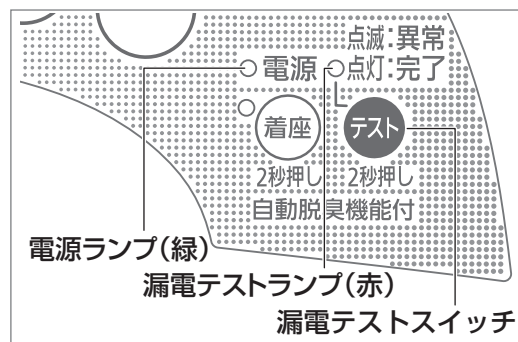 点滅:異常
電源 点灯:完了
着座 テスト
2秒押し 2秒押し
自動脱臭機能付
電源ランプ(緑)
漏電テストランプ(赤)
漏電テストスイッチ